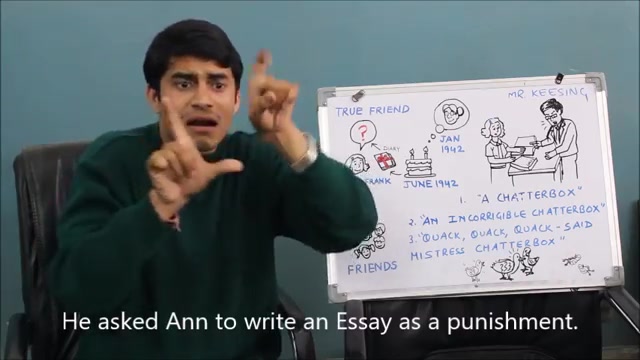 TRUE FRIEND
MR. KEESING
?
DIARY
JAN
1942
FRANK
JUNE 1942
1. "A CHATTERBOX"
2. "AN INCORRIGIBLE CHATTERBOX"
3. "QUACK, QUACK, QUACK - SAID
MISTRESS CHATTERBOX"
FRIENDS
He asked Ann to write an Essay as a punishment.